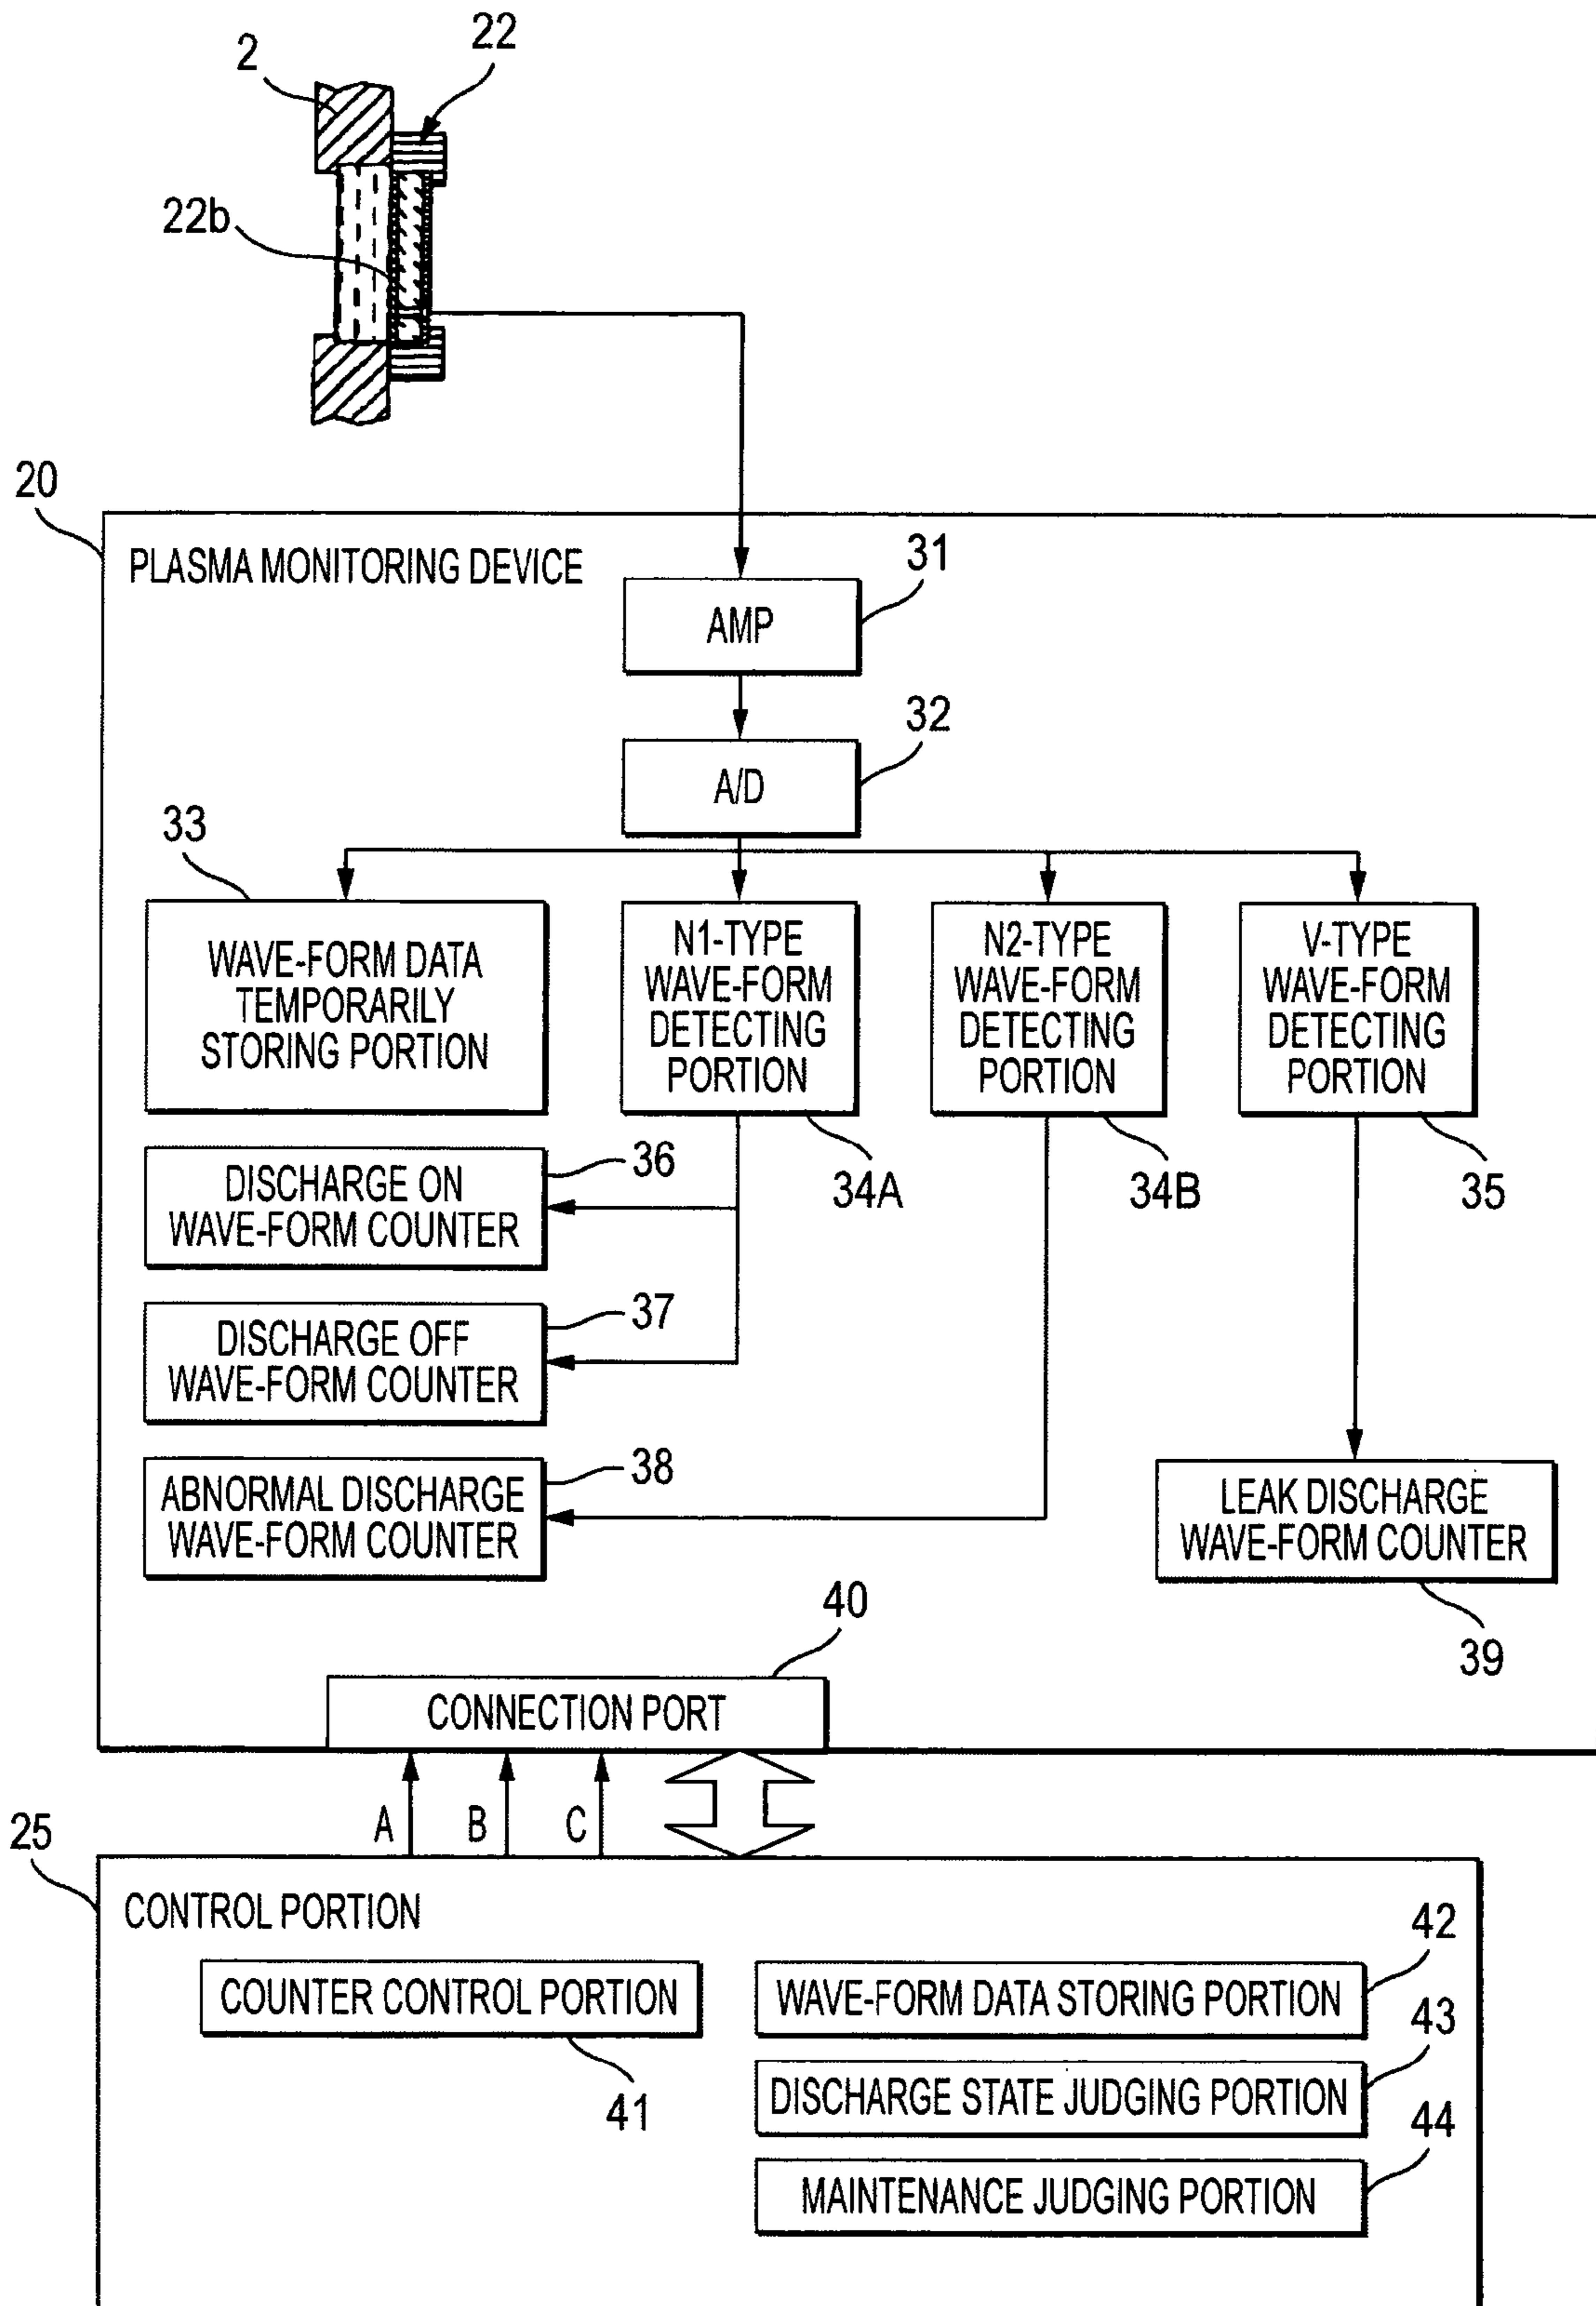 22
2
22b
20
PLASMA MONITORING DEVICE
31
AMP
32
A/D
33
WAVE-FORM DATA
TEMPORARILY
STORING PORTION
N1-TYPE
WAVE-FORM
DETECTING
PORTION
N2-TYPE
WAVE-FORM
DETECTING
PORTION
V-TYPE
WAVE-FORM
DETECTING
PORTION
34A
34B
35
36
DISCHARGE ON
WAVE-FORM COUNTER
37
DISCHARGE OFF
WAVE-FORM COUNTER
38
ABNORMAL DISCHARGE
WAVE-FORM COUNTER
LEAK DISCHARGE
WAVE-FORM COUNTER
39
40
CONNECTION PORT
A
B
C
25
CONTROL PORTION
COUNTER CONTROL PORTION
41
42
WAVE-FORM DATA STORING PORTION
43
DISCHARGE STATE JUDGING PORTION
44
MAINTENANCE JUDGING PORTION